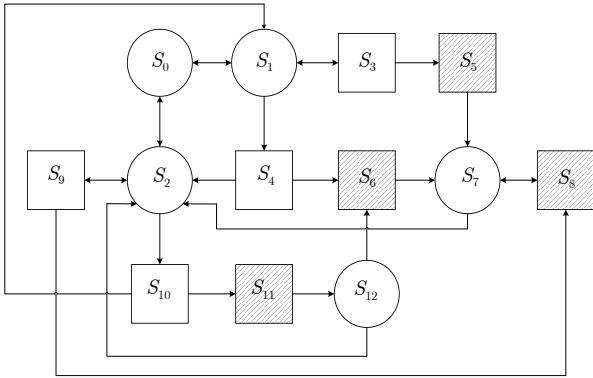 S₀ S₁ S₃ S₅
S₉ S₂ S₄ S₆ S₇ S₈
S₁₀ S₁₁ S₁₂